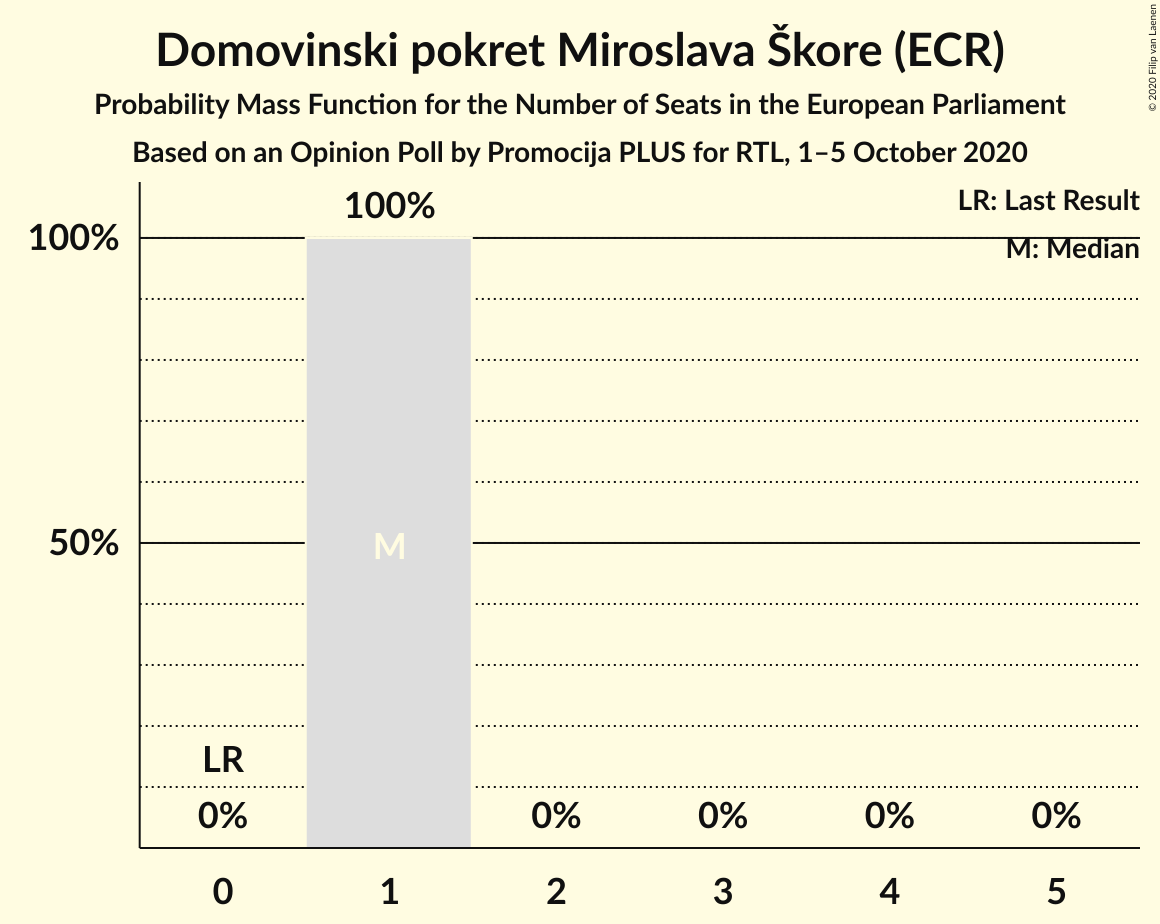 Domovinski pokret Miroslava Škore (ECR)
Probability Mass Function for the Number of Seats in the European Parliament
Based on an Opinion Poll by Promocija PLUS for RTL, 1–5 October 2020
© 2020 Filip van Laenen
LR: Last Result
M: Median
100%
100%
50%
M
LR
0%
0%
0%
0%
0%
0
1
2
3
4
5